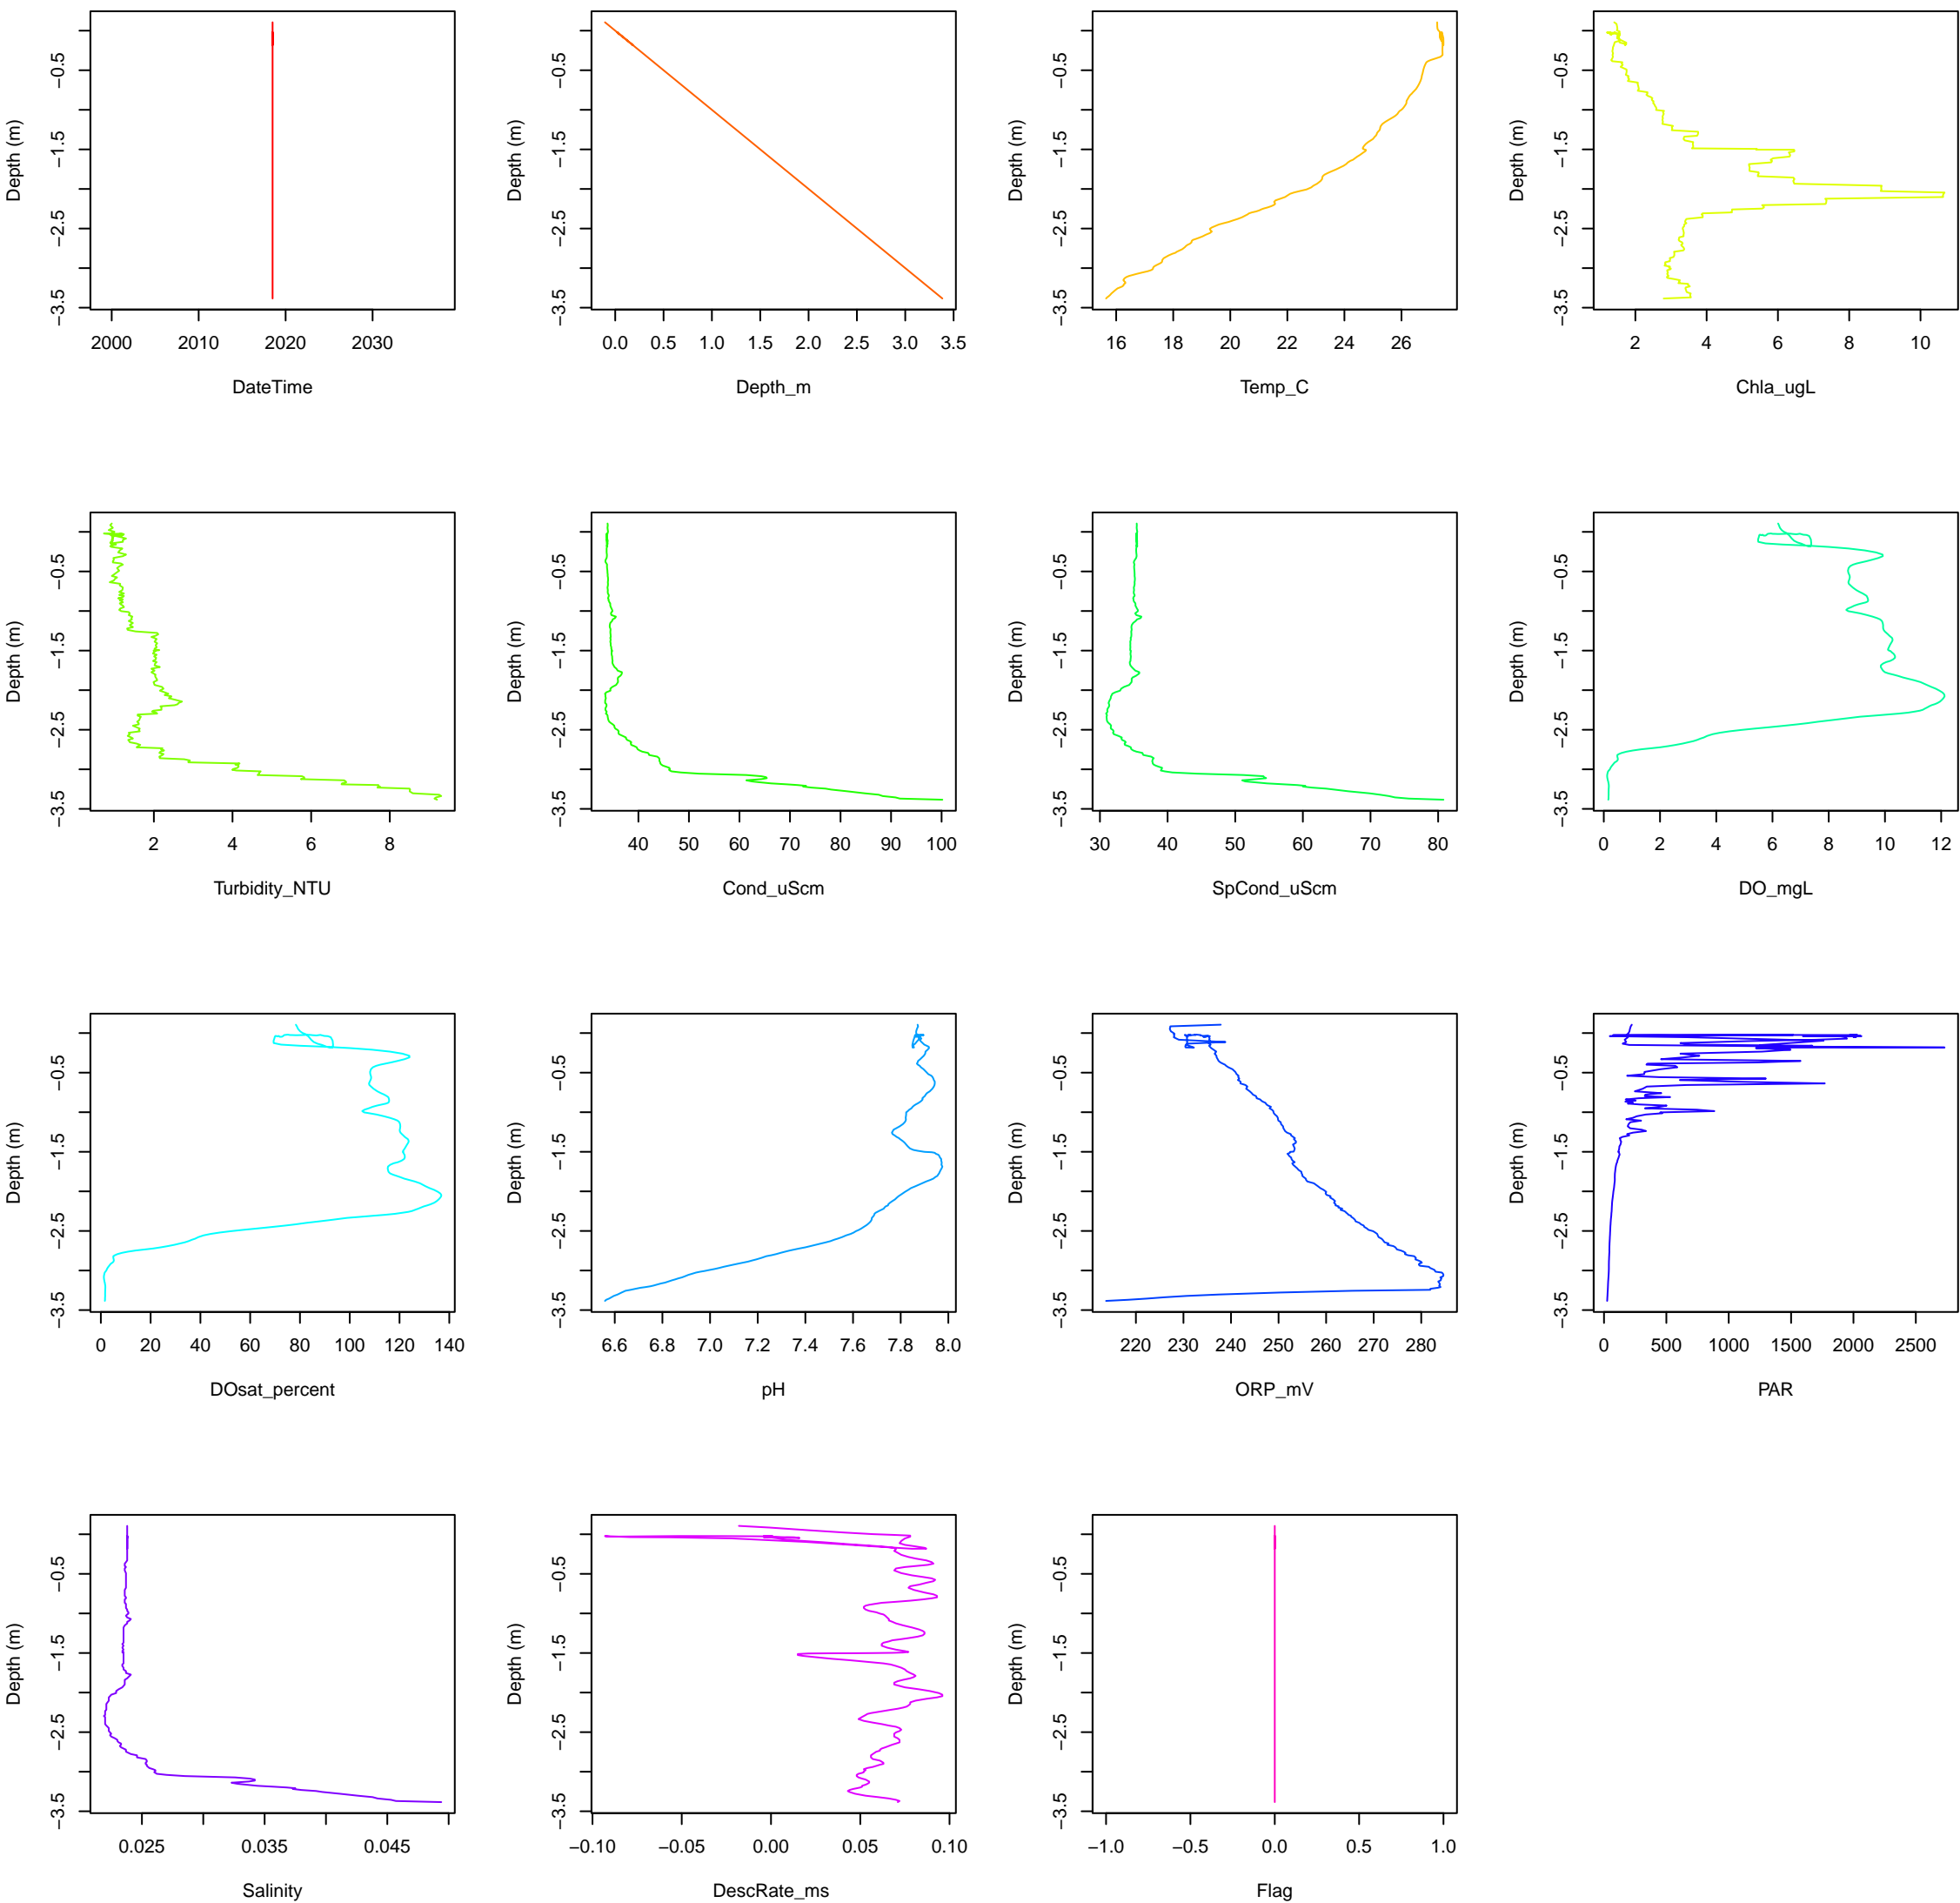 Depth (m)
−0.5
−1.5
−2.5
−3.5
2000 2010 2020 2030
DateTime
Depth (m)
−0.5
−1.5
−2.5
−3.5
0.0 0.5 1.0 1.5 2.0 2.5 3.0 3.5
Depth_m
Depth (m)
−0.5
−1.5
−2.5
−3.5
16 18 20 22 24 26
Temp_C
Depth (m)
−0.5
−1.5
−2.5
−3.5
2 4 6 8 10
Chla_ugL
Depth (m)
−0.5
−1.5
−2.5
−3.5
2 4 6 8
Turbidity_NTU
Depth (m)
−0.5
−1.5
−2.5
−3.5
40 50 60 70 80 90 100
Cond_uScm
Depth (m)
−0.5
−1.5
−2.5
−3.5
30 40 50 60 70 80
SpCond_uScm
Depth (m)
−0.5
−1.5
−2.5
−3.5
0 2 4 6 8 10 12
DO_mgL
Depth (m)
−0.5
−1.5
−2.5
−3.5
0 20 40 60 80 100 120 140
DOsat_percent
Depth (m)
−0.5
−1.5
−2.5
−3.5
6.6 6.8 7.0 7.2 7.4 7.6 7.8 8.0
pH
Depth (m)
−0.5
−1.5
−2.5
−3.5
220 230 240 250 260 270 280
ORP_mV
Depth (m)
−0.5
−1.5
−2.5
−3.5
0 500 1000 1500 2000 2500
PAR
Depth (m)
−0.5
−1.5
−2.5
−3.5
0.025 0.035 0.045
Salinity
Depth (m)
−0.5
−1.5
−2.5
−3.5
−0.10 −0.05 0.00 0.05 0.10
DescRate_ms
Depth (m)
−0.5
−1.5
−2.5
−3.5
−1.0 −0.5 0.0 0.5 1.0
Flag